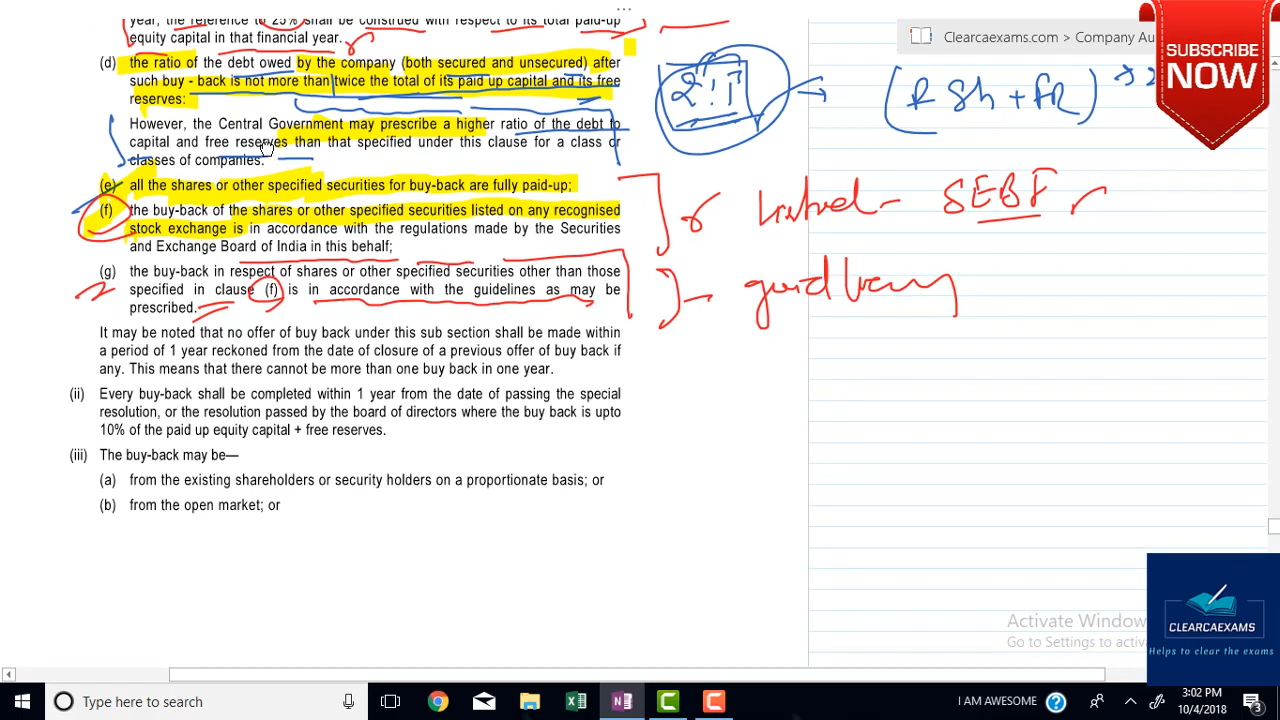 year, the reference to 25% shall be construed with respect to its total paid-up
equity capital in that financial year.
(d) the ratio of the debt owed by the company (both secured and unsecured) after
such buy - back is not more than twice the total of its paid up capital and its free
reserves:
However, the Central Government may prescribe a higher ratio of the debt to
capital and free reserves than that specified under this clause for a class or
classes of companies.
(e) all the shares or other specified securities for buy-back are fully paid-up;
(f) the buy-back of the shares or other specified securities listed on any recognised
stock exchange is in accordance with the regulations made by the Securities
and Exchange Board of India in this behalf;
(g) the buy-back in respect of shares or other specified securities other than those
specified in clause (f) is in accordance with the guidelines as may be
prescribed.
It may be noted that no offer of buy back under this sub section shall be made within
a period of 1 year reckoned from the date of closure of a previous offer of buy back if
any. This means that there cannot be more than one buy back in one year.
(ii) Every buy-back shall be completed within 1 year from the date of passing the special
resolution, or the resolution passed by the board of directors where the buy back is upto
10% of the paid up equity capital + free reserves.
(iii) The buy-back may be—
(a) from the existing shareholders or security holders on a proportionate basis; or
(b) from the open market; or
Clearcaexams.com > Company Au
SUBSCRIBE
NOW
2:1
Sh + FR)
Listed -
Activate Window
Go to Settings to activ
CLEARCAEXAMS
Helps to clear the exams
Type here to search
I AM AWESOME
3:02 PM
10/4/2018
3